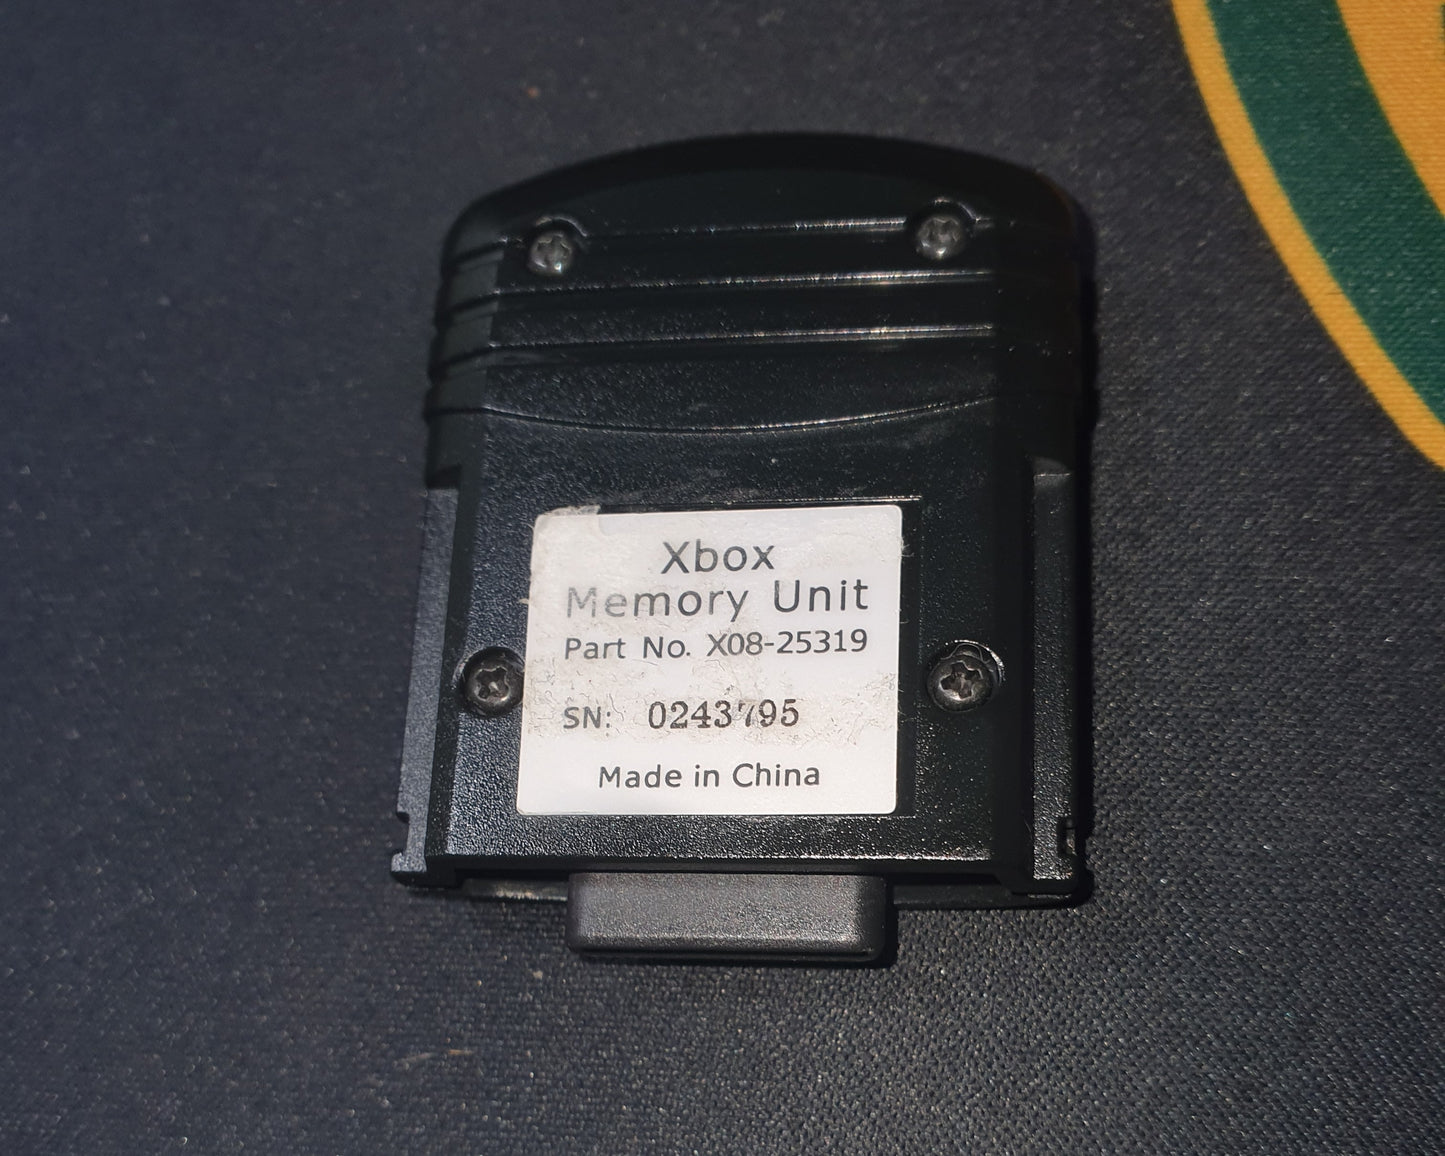 Xbox
Memory Unit
Part No. X08-25319
SN: 0243795
Made in China